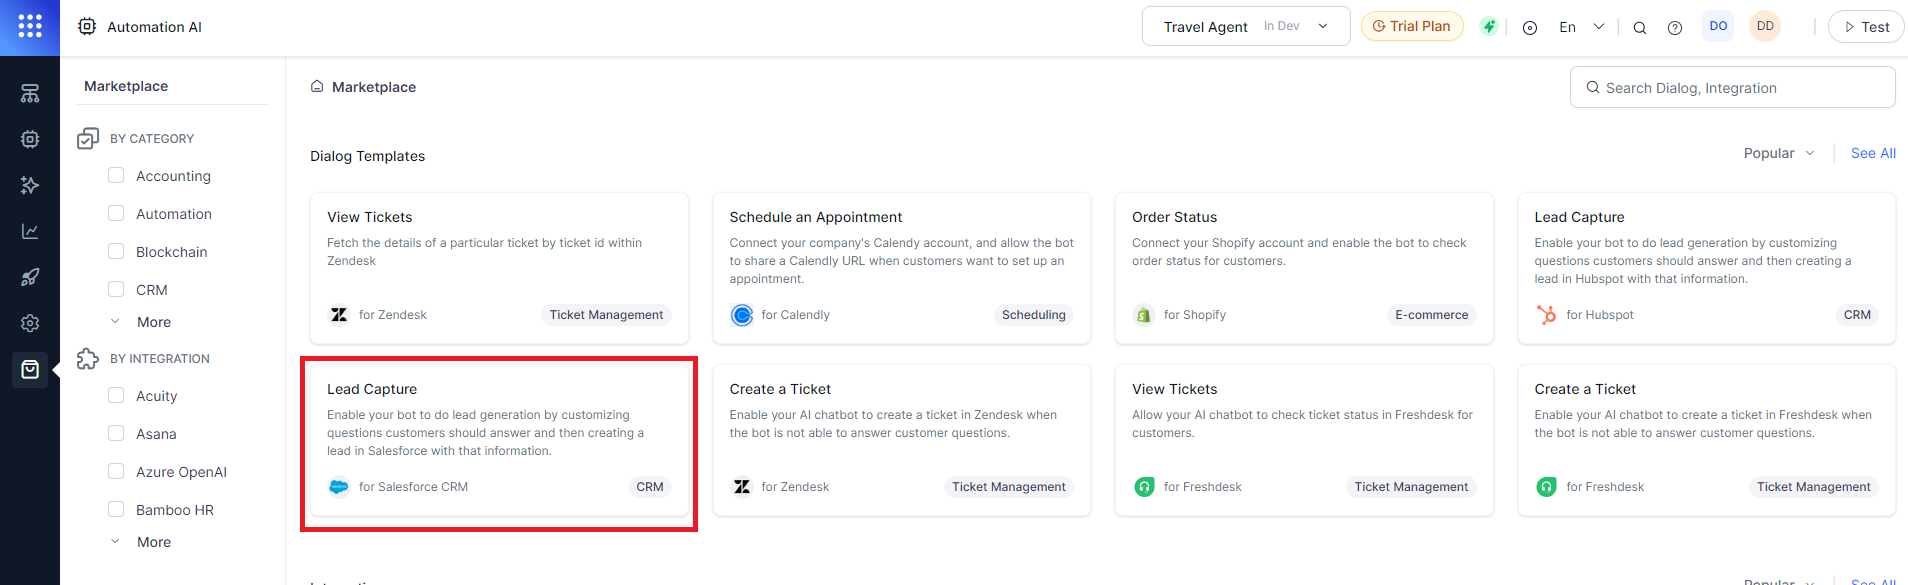 Automation AI
Travel Agent In Dev
Trial Plan
En
DO
DD
Test
Marketplace
BY CATEGORY
Accounting
Automation
Blockchain
CRM
More
BY INTEGRATION
Acuity
Asana
Azure OpenAI
Bamboo HR
More
Marketplace
Search Dialog, Integration
Dialog Templates
Popular
See All
View Tickets
Fetch the details of a particular ticket by ticket id within
Zendesk
for Zendesk
Ticket Management
Schedule an Appointment
Connect your company's Calendy account, and allow the bot
to share a Calendly URL when customers want to set up an
appointment.
for Calendly
Scheduling
Order Status
Connect your Shopify account and enable the bot to check
order status for customers.
for Shopify
E-commerce
Lead Capture
Enable your bot to do lead generation by customizing
questions customers should answer and then creating a
lead in Hubspot with that information.
for Hubspot
CRM
Lead Capture
Enable your bot to do lead generation by customizing
questions customers should answer and then creating a
lead in Salesforce with that information.
for Salesforce CRM
CRM
Create a Ticket
Enable your AI chatbot to create a ticket in Zendesk when
the bot is not able to answer customer questions.
for Zendesk
Ticket Management
View Tickets
Allow your AI chatbot to check ticket status in Freshdesk for
customers.
for Freshdesk
Ticket Management
Create a Ticket
Enable your AI chatbot to create a ticket in Freshdesk when
the bot is not able to answer customer questions.
for Freshdesk
Ticket Management
Popular
See All